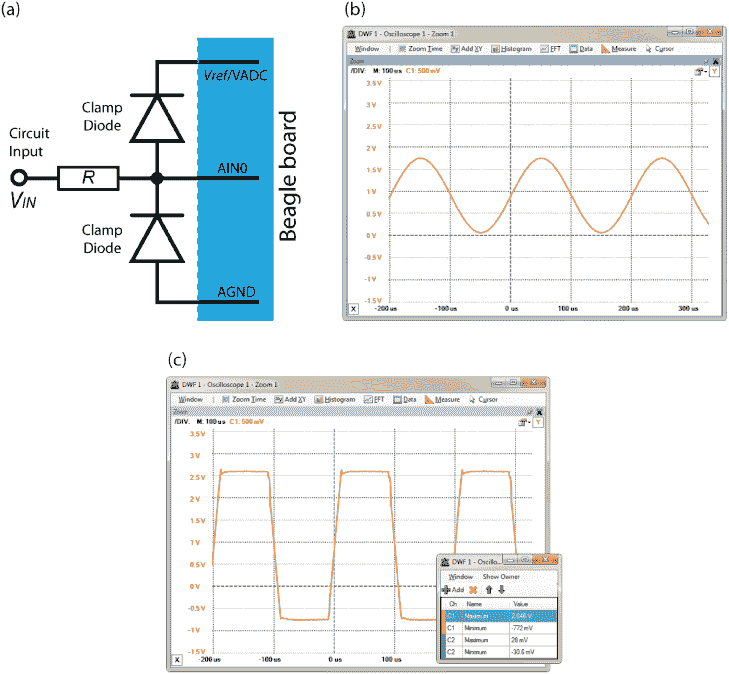 (a)
Vref/VADC
Clamp
Diode
Circuit
Input
R
AIN0
VIN
Clamp
Diode
AGND
Beagle board
(b)
DWF 1 - Oscilloscope 1 - Zoom 1
Window Zoom Time Add XY Histogram FFT Data Measure Cursor
Zoom
/DIV: M: 100 us C1: 500 mV Y
3.5 V
3 V
2.5 V
2 V
1.5 V
1 V
0.5 V
0 V
-0.5 V
-1 V
-1.5 V
X -200 us -100 us 0 us 100 us 200 us 300 us
(c)
DWF 1 - Oscilloscope 1 - Zoom 1
Window Zoom Time Add XY Histogram FFT Data Measure Cursor
Zoom
/DIV: M: 100 us C1: 500 mV Y
3.5 V
3 V
2.5 V
2 V
1.5 V
1 V
0.5 V
0 V
-0.5 V
-1 V
-1.5 V
X -200 us -100 us 0 us 100 us
DWF 1 - Oscillo...
Window Show Owner
Add
Ch Name Value
C1 Maximum
C1 Minimum -772 mV
C2 Maximum 28 mV
C2 Minimum -30.6 mV